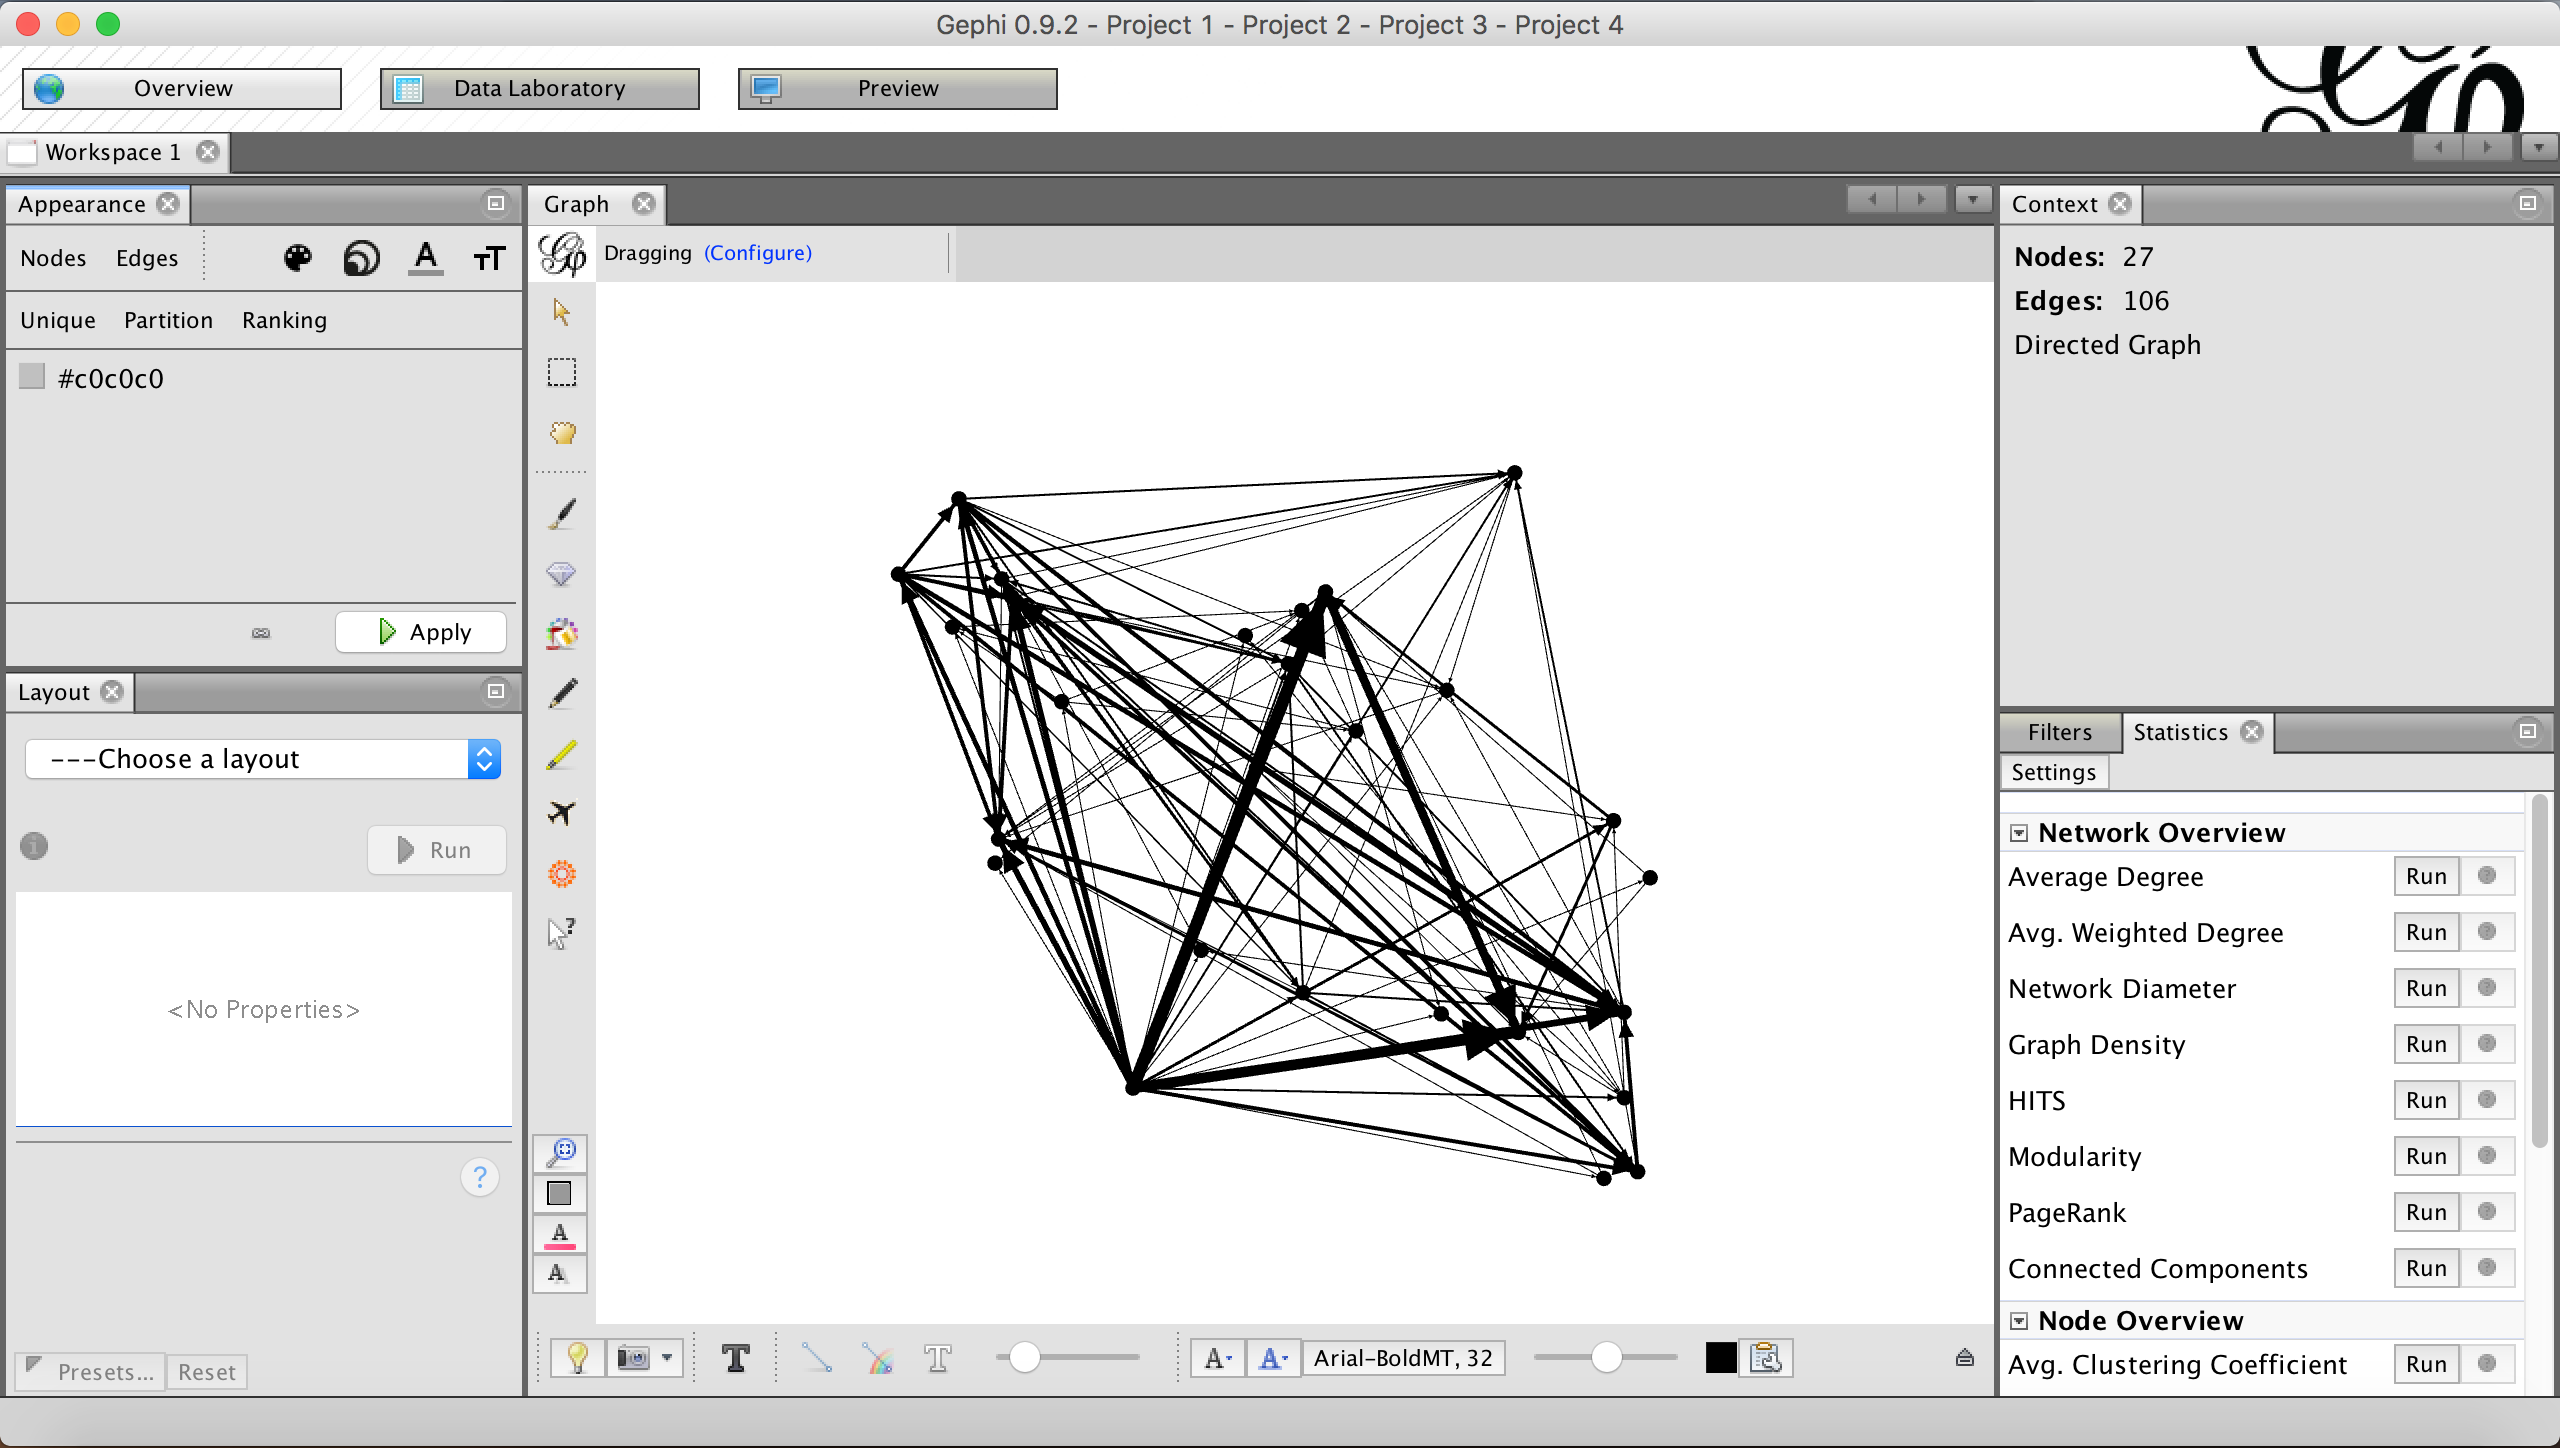 Gephi 0.9.2 - Project 1 - Project 2 - Project 3 - Project 4
Overview
Data Laboratory
Preview
Workspace 1
Appearance
Nodes
Edges
Unique
Partition
Ranking
#c0c0c0
Apply
Layout
---Choose a layout
Run
<No Properties>
?
Presets...
Reset
Graph
Dragging (Configure)
Arial-BoldMT, 32
Context
Nodes: 27
Edges: 106
Directed Graph
Filters
Statistics
Settings
Network Overview
Average Degree Run
Avg. Weighted Degree Run
Network Diameter Run
Graph Density Run
HITS Run
Modularity Run
PageRank Run
Connected Components Run
Node Overview
Avg. Clustering Coefficient Run